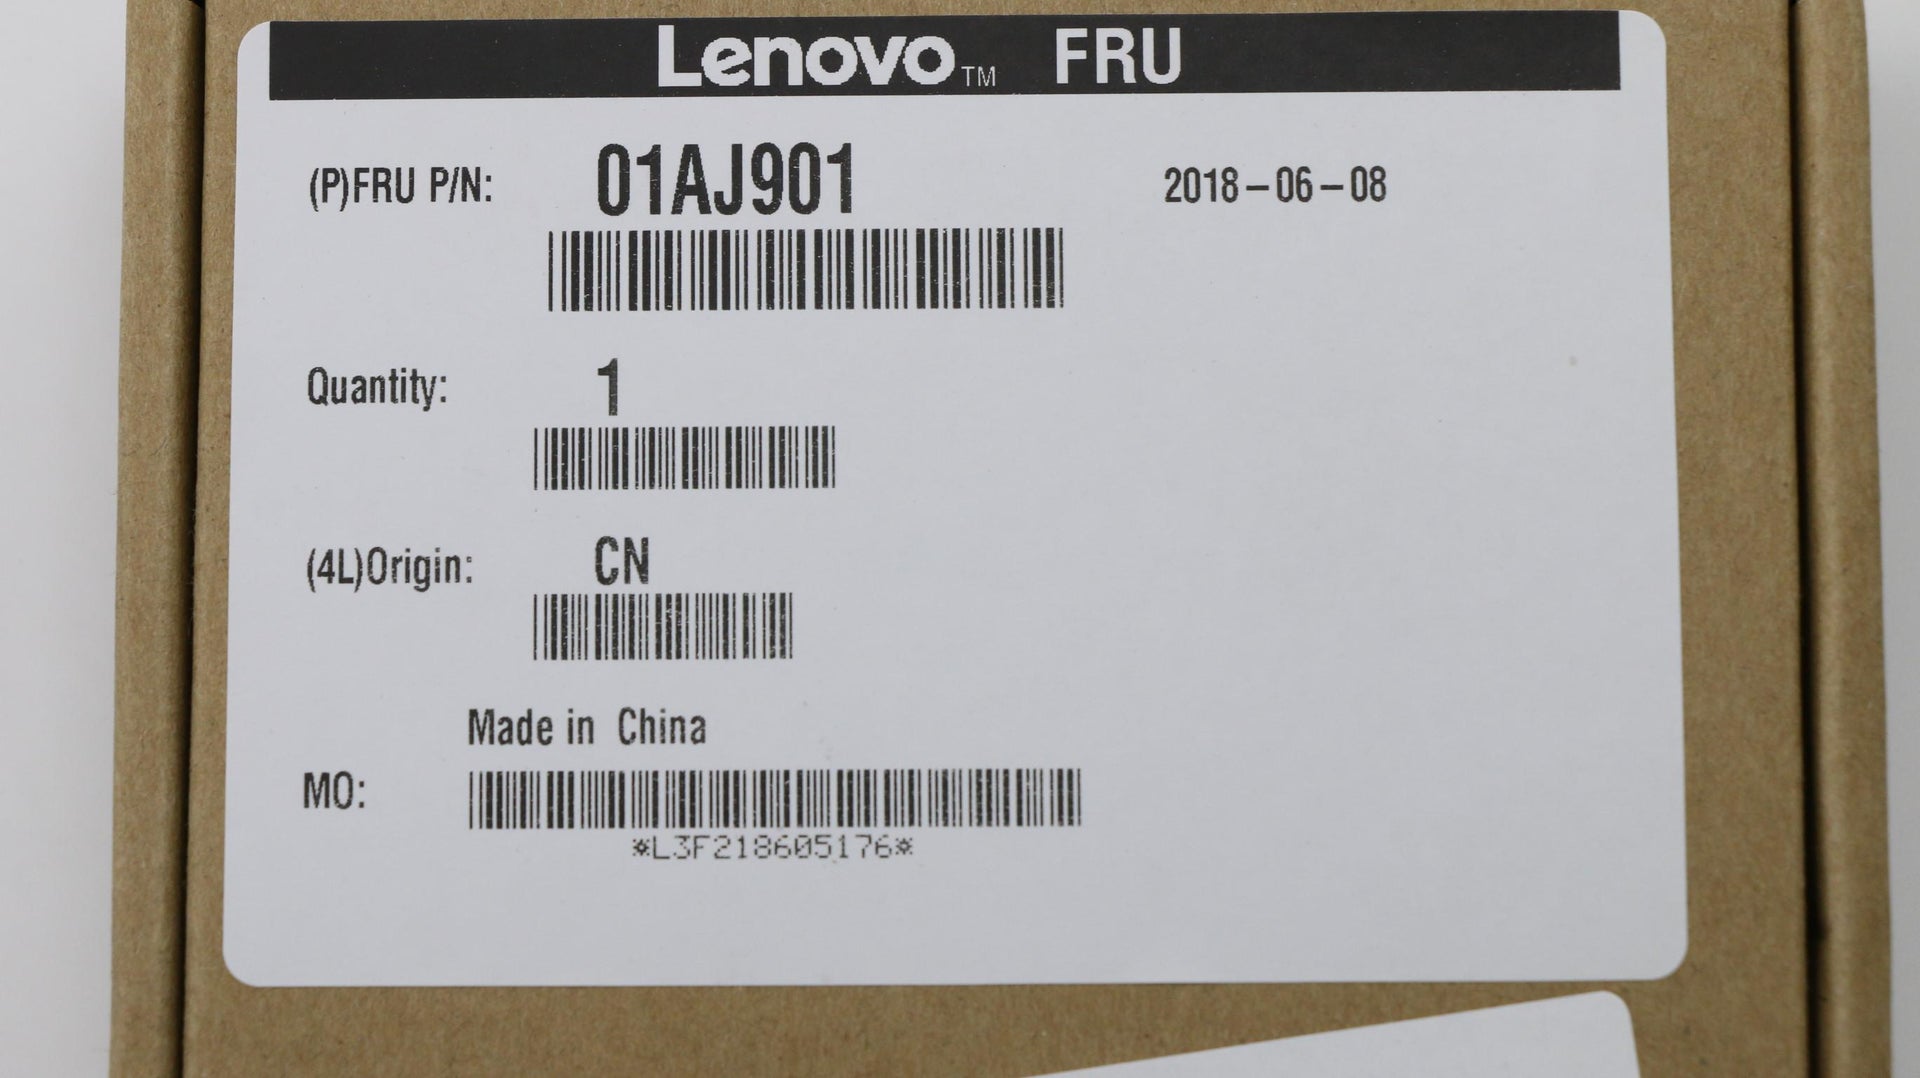 Lenovo™ FRU
(P)FRU P/N: 01AJ901 2018-06-08
Quantity: 1
(4L)Origin: CN
Made in China
MO:
*L3F218605176*